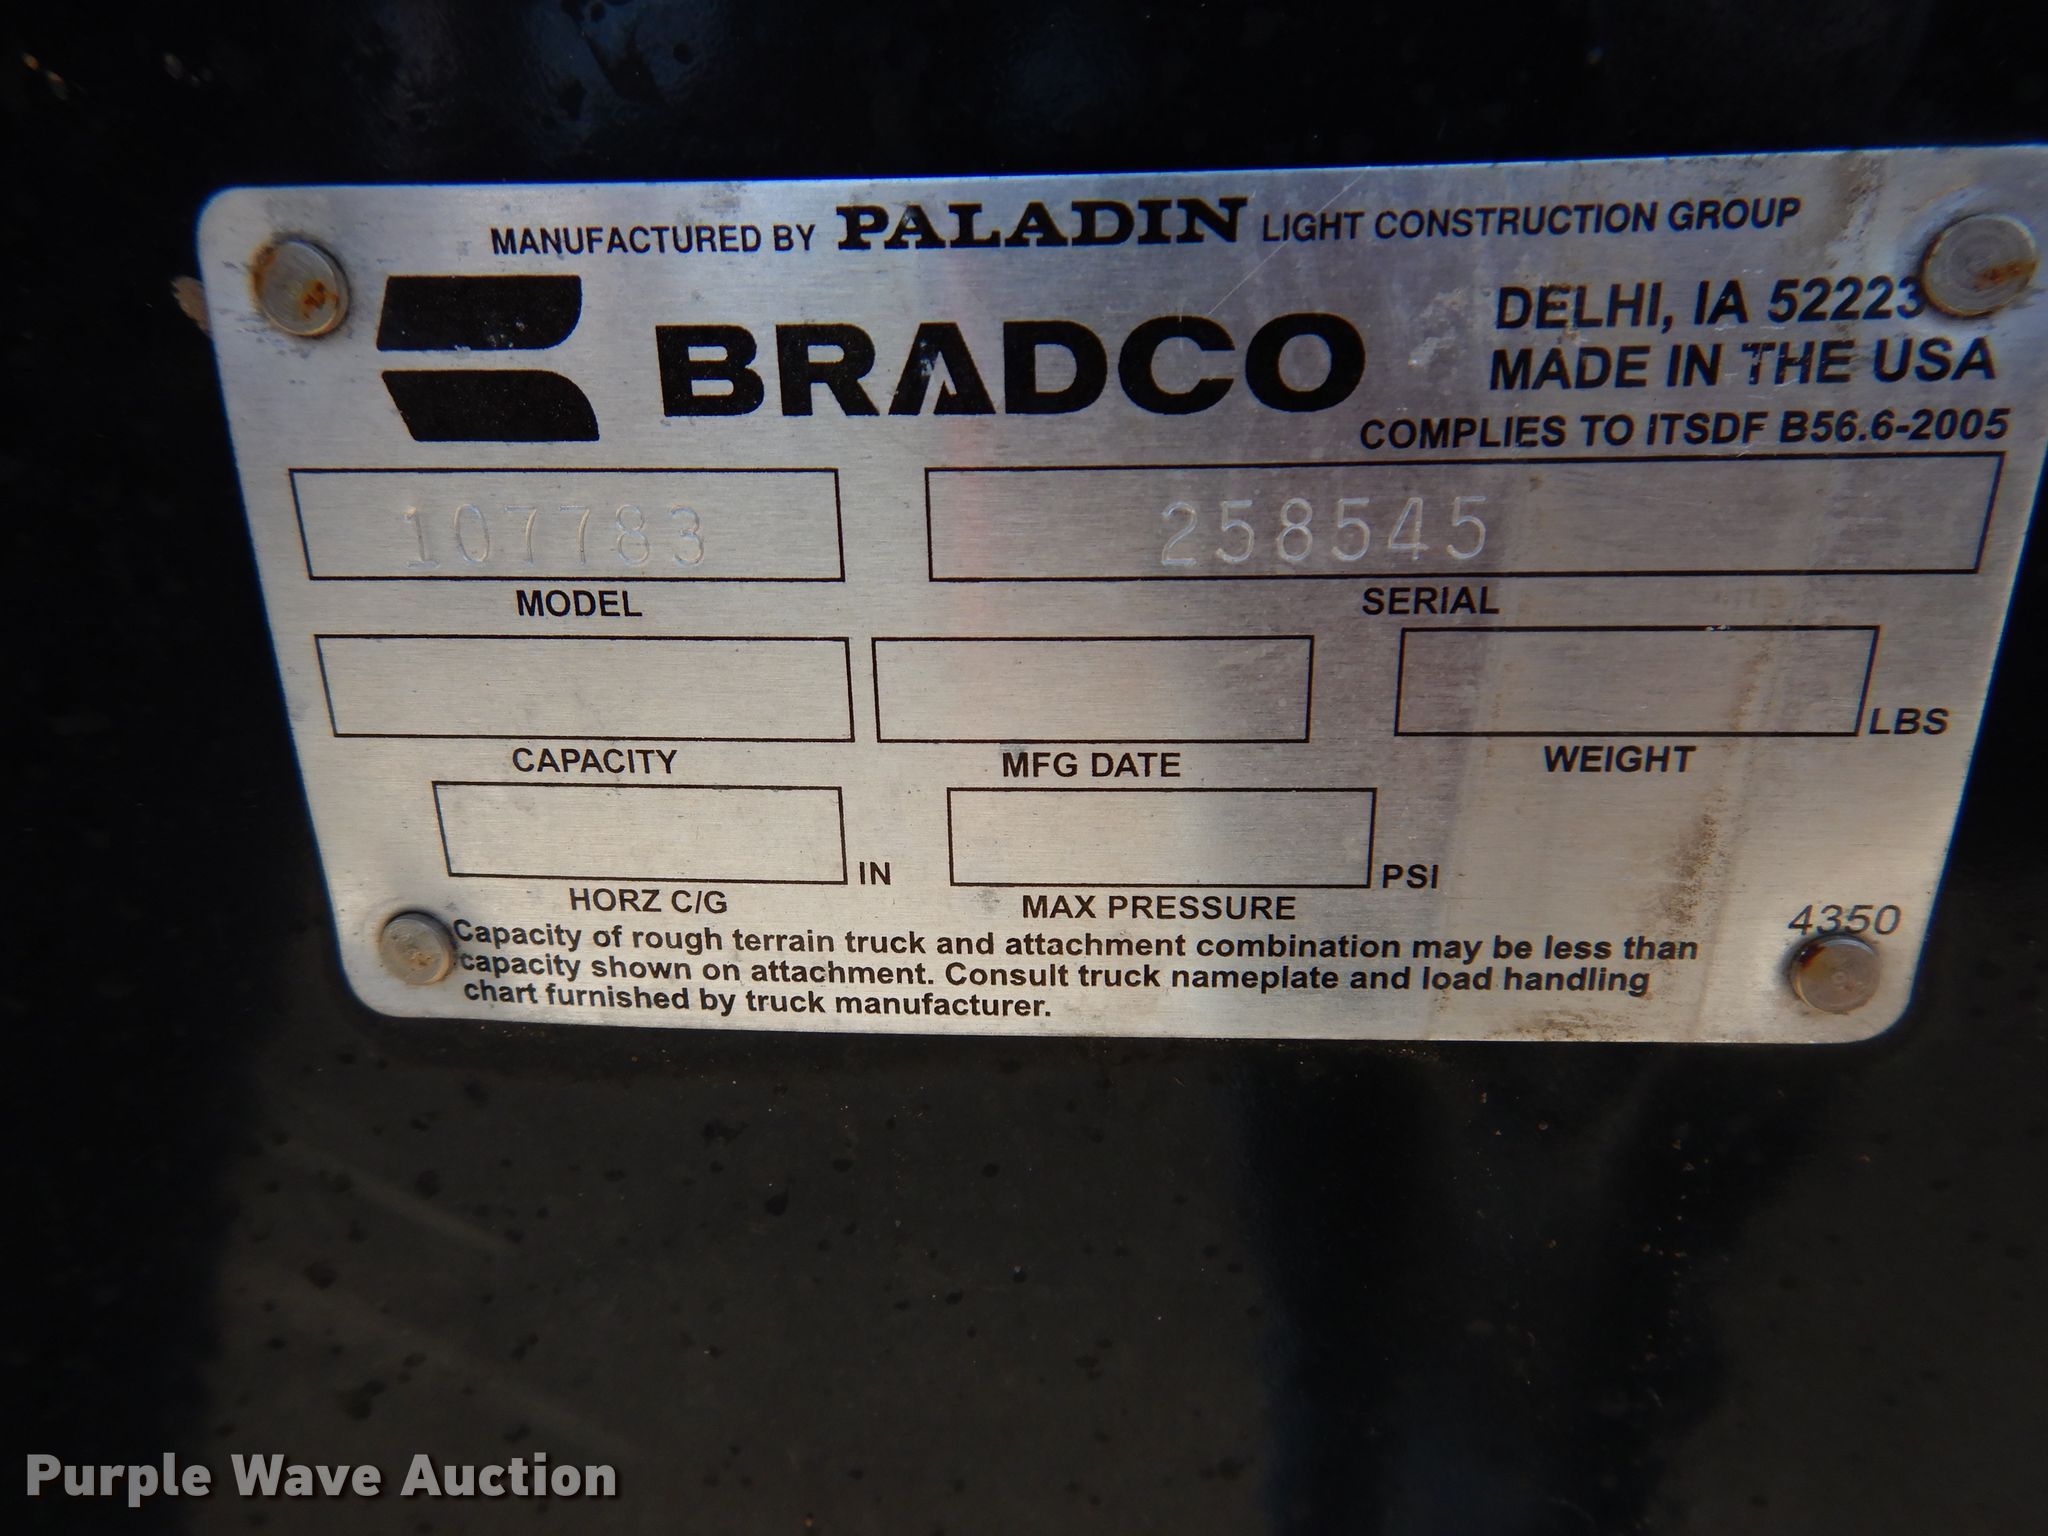 MANUFACTURED BY PALADIN LIGHT CONSTRUCTION GROUP
BRADCO
DELHI, IA 52223
MADE IN THE USA
COMPLIES TO ITSDF B56.6-2005
107783
258545
MODEL
SERIAL
LBS
CAPACITY
MFG DATE
WEIGHT
IN
PSI
HORZ C/G
MAX PRESSURE
4350
Capacity of rough terrain truck and attachment combination may be less than
capacity shown on attachment. Consult truck nameplate and load handling
chart furnished by truck manufacturer.
Purple Wave Auction